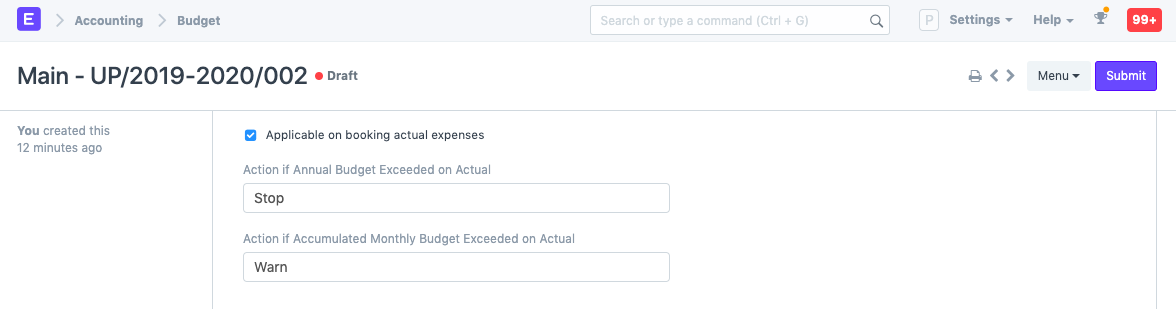 E Accounting Budget Search or type a command (Ctrl + G) P Settings Help 99+
Main - UP/2019-2020/002 Draft Menu Submit
You created this
12 minutes ago
Applicable on booking actual expenses
Action if Annual Budget Exceeded on Actual
Stop
Action if Accumulated Monthly Budget Exceeded on Actual
Warn